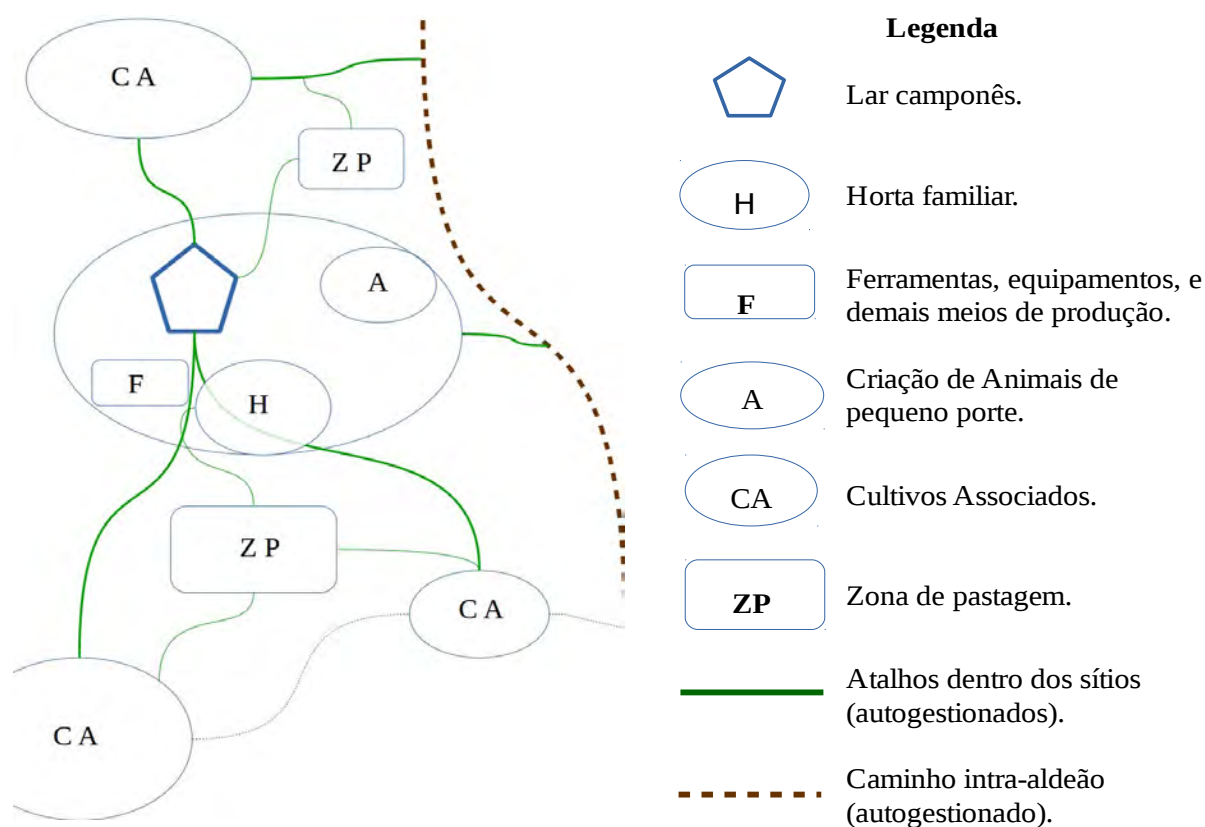 C A
Z P
A
F
H
Z P
C A
C A
Legenda
Lar camponês.
H
Horta familiar.
F
Ferramentas, equipamentos, e
demais meios de produção.
A
Criação de Animais de
pequeno porte.
CA
Cultivos Associados.
ZP
Zona de pastagem.
Atalhos dentro dos sítios
(autogestionados).
Caminho intra-aldeão
(autogestionado).